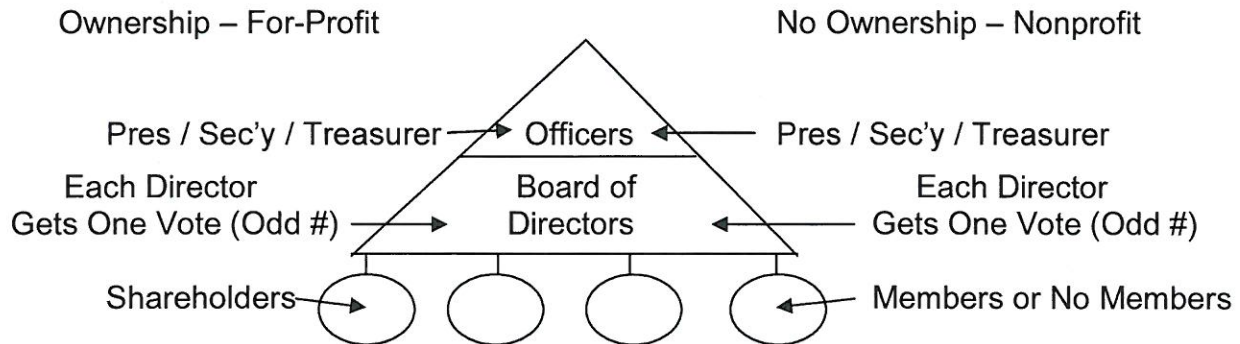 Ownership – For-Profit
No Ownership – Nonprofit
Pres / Sec'y / Treasurer
Officers
Pres / Sec'y / Treasurer
Each Director
Gets One Vote (Odd #)
Board of
Directors
Each Director
Gets One Vote (Odd #)
Shareholders
Members or No Members